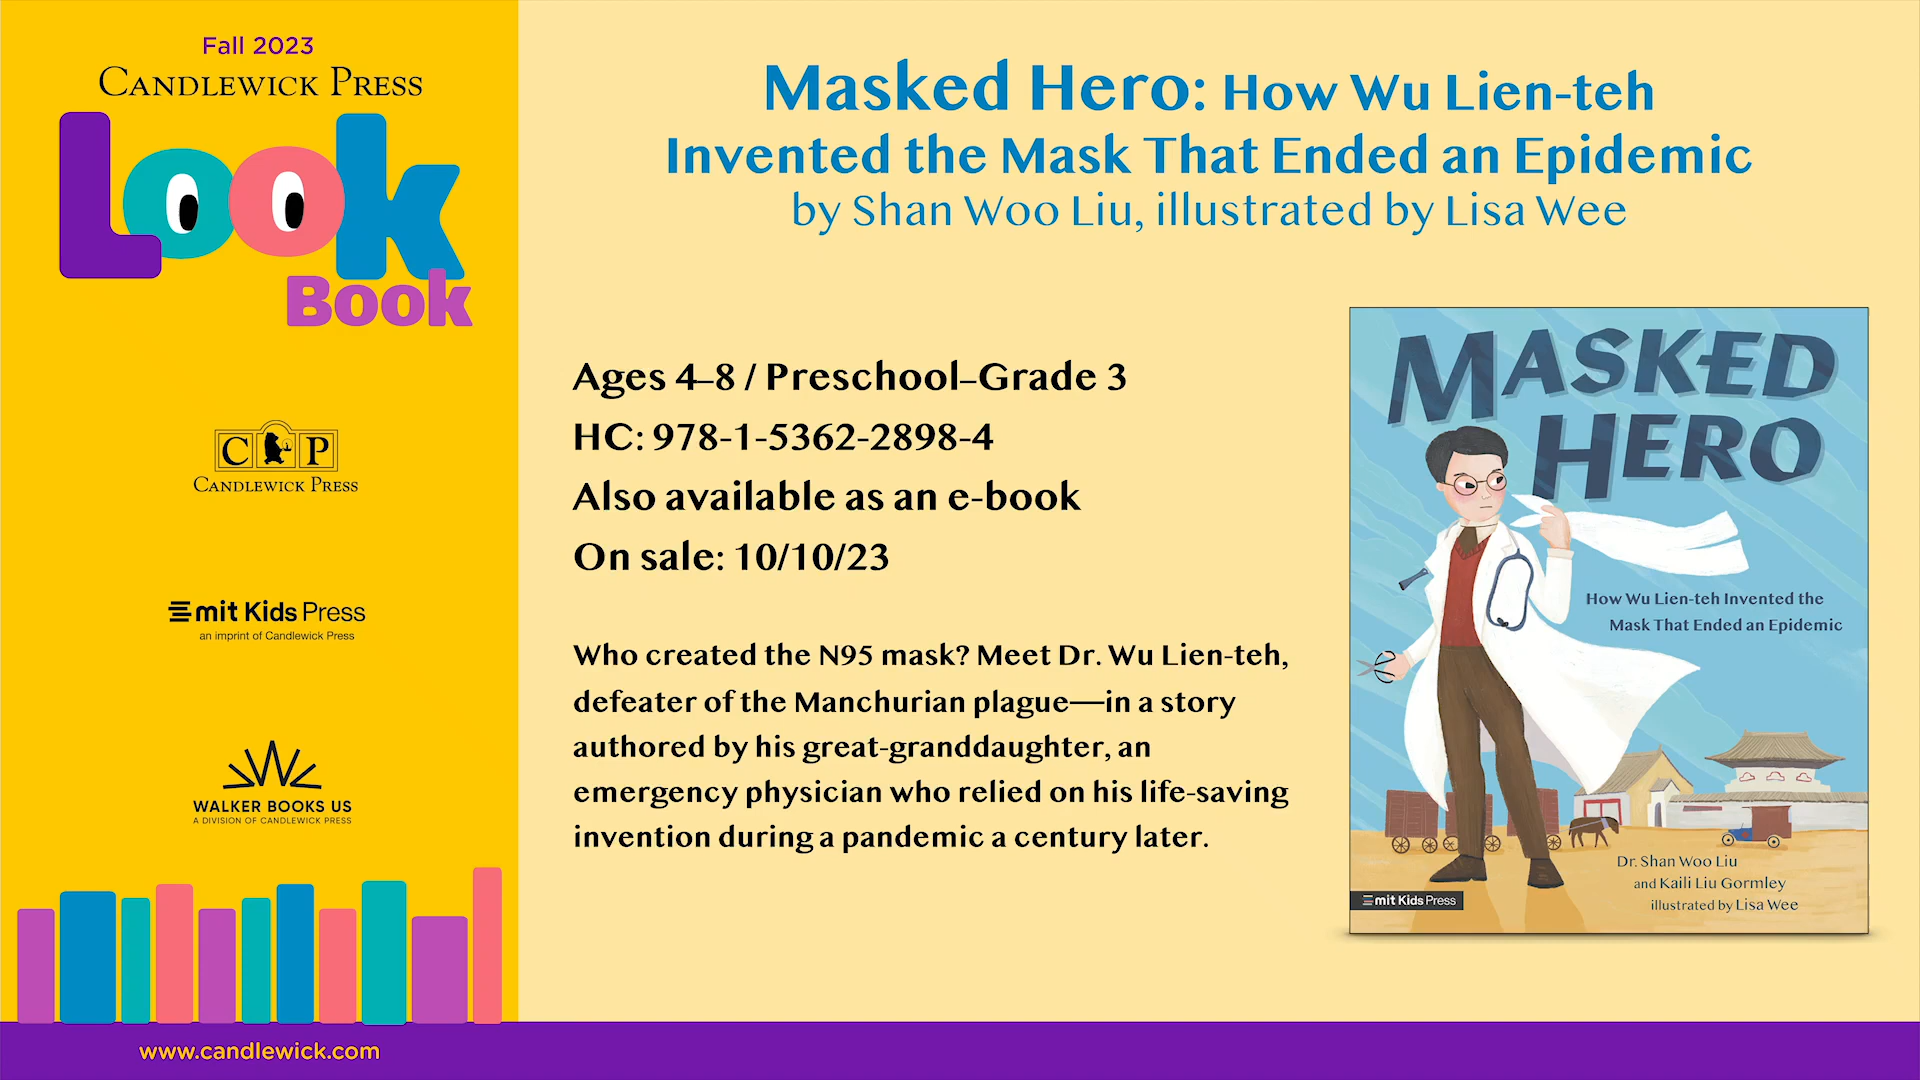 Fall 2023
Candlewick Press
Look
Book
C P
Candlewick Press
mit Kids Press
an imprint of Candlewick Press
WALKER BOOKS US
A DIVISION OF CANDLEWICK PRESS
www.candlewick.com
Masked Hero: How Wu Lien-teh
Invented the Mask That Ended an Epidemic
by Shan Woo Liu, illustrated by Lisa Wee
Ages 4–8 / Preschool–Grade 3
HC: 978-1-5362-2898-4
Also available as an e-book
On sale: 10/10/23
Who created the N95 mask? Meet Dr. Wu Lien-teh,
defeater of the Manchurian plague—in a story
authored by his great-granddaughter, an
emergency physician who relied on his life-saving
invention during a pandemic a century later.
MASKED
HERO
How Wu Lien-teh Invented the
Mask That Ended an Epidemic
Dr. Shan Woo Liu
and Kaili Liu Gormley
illustrated by Lisa Wee
mit Kids Press